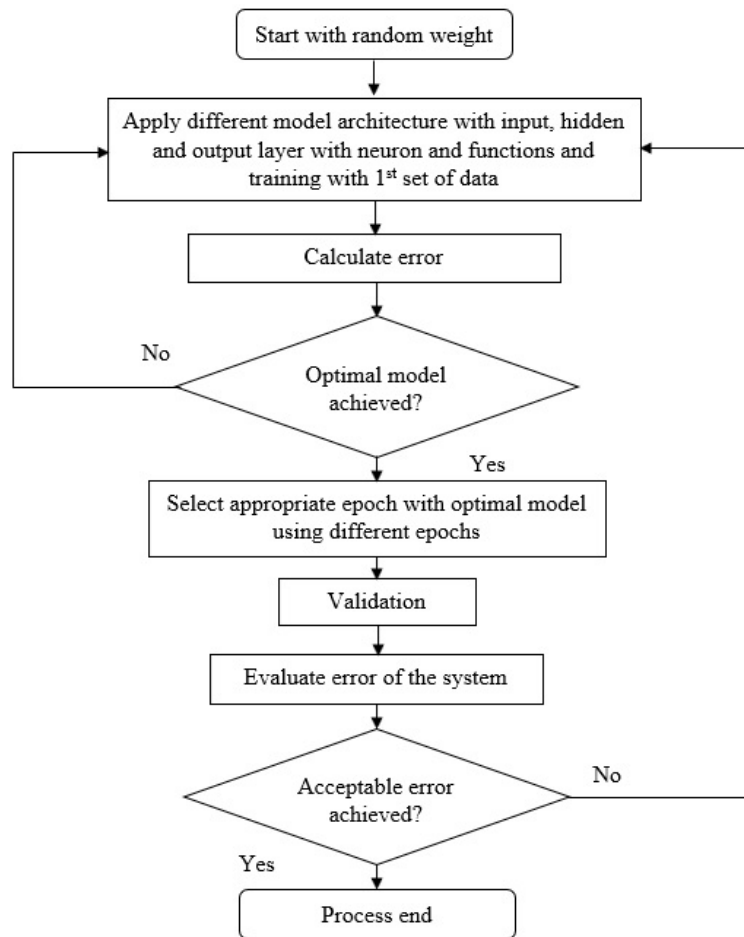 Start with random weight
Apply different model architecture with input, hidden
and output layer with neuron and functions and
training with 1st set of data
Calculate error
No
Optimal model
achieved?
Yes
Select appropriate epoch with optimal model
using different epochs
Validation
Evaluate error of the system
No
Acceptable error
achieved?
Yes
Process end